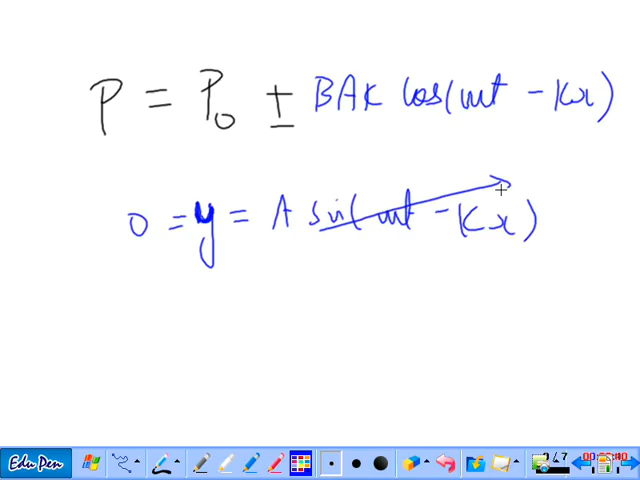 P = P₀ ± BAK cos(ωt - Kx)
0 = y = A sin(ωt - Kx)
Edu Pen